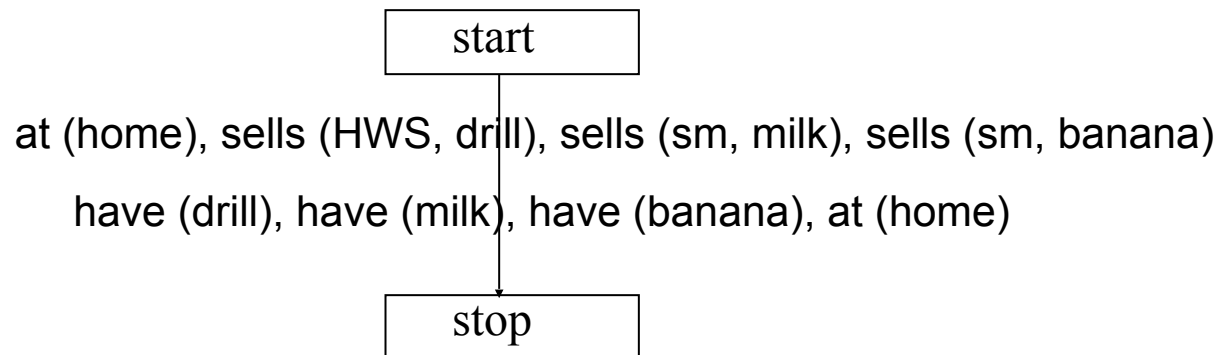 start
at (home), sells (HWS, drill), sells (sm, milk), sells (sm, banana)
have (drill), have (milk), have (banana), at (home)
stop